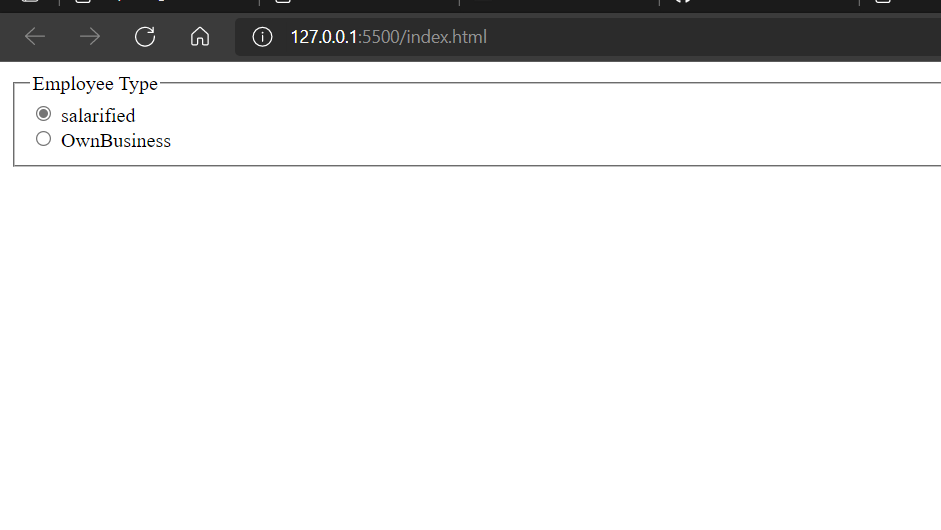 127.0.0.1:5500/index.html
Employee Type
salarified
OwnBusiness